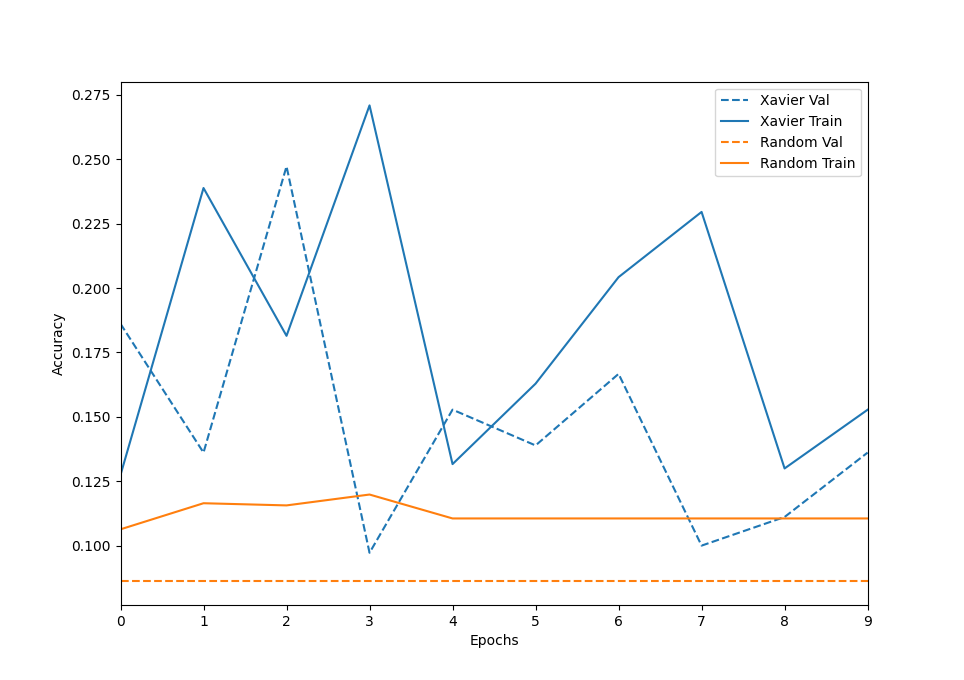 0.275
0.250
0.225
0.200
0.175
0.150
0.125
0.100
Accuracy
0 1 2 3 4 5 6 7 8 9
Epochs
Xavier Val
Xavier Train
Random Val
Random Train